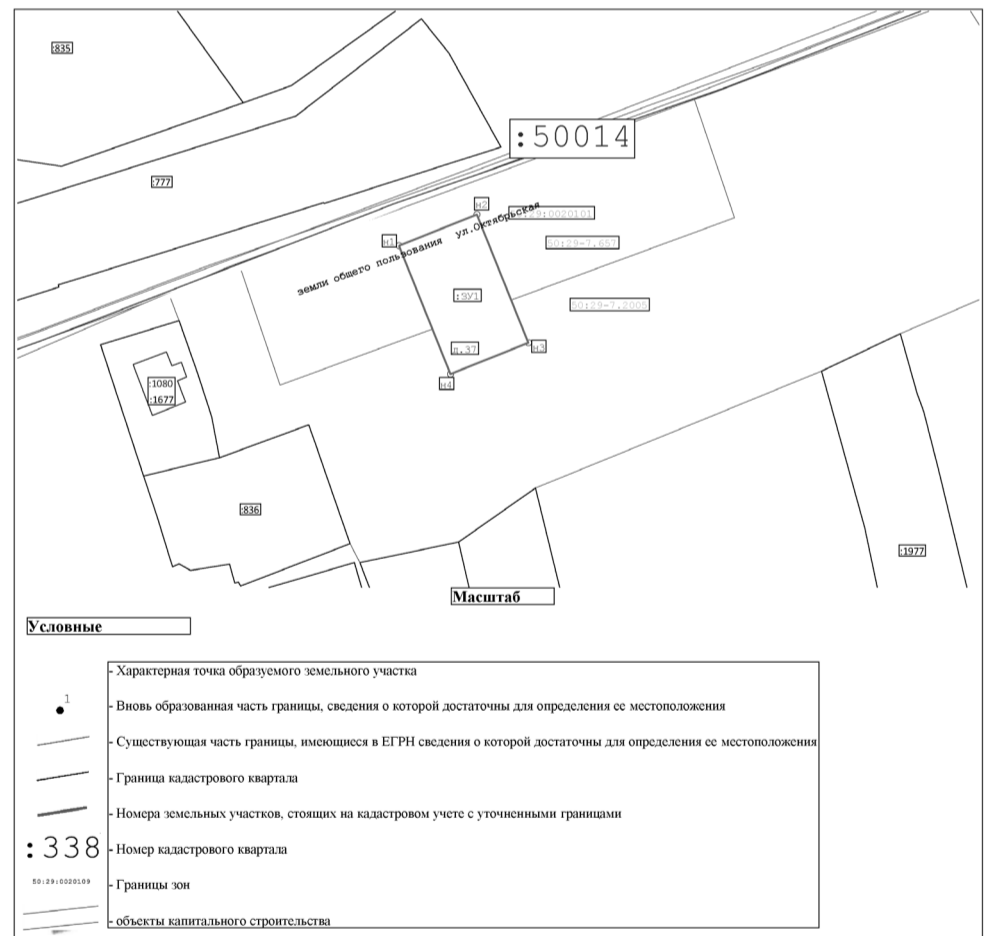 :835
:50014
:777
н2
50:29:0020101
ул.Октябрьская
н1
50:29-7.657
земли общего пользования
:ЗУ1
50:29-7.2005
д.37
н3
н4
:1080
:1677
:836
:1977
Масштаб
Условные
- Характерная точка образуемого земельного участка
1
- Вновь образованная часть границы, сведения о которой достаточны для определения ее местоположения
- Существующая часть границы, имеющиеся в ЕГРН сведения о которой достаточны для определения ее местоположения
- Граница кадастрового квартала
- Номера земельных участков, стоящих на кадастровом учете с уточненными границами
:338 - Номер кадастрового квартала
50:29:0020109
- Границы зон
- объекты капитального строительства